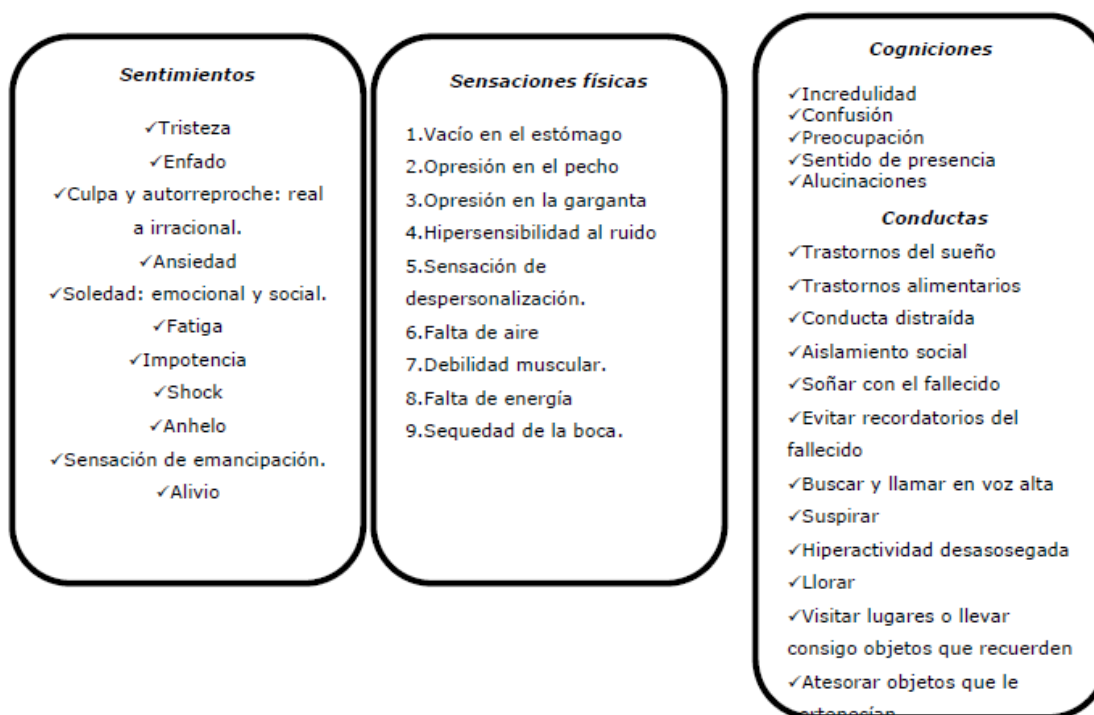 Sentimientos
✓Tristeza
✓Enfado
✓Culpa y autorreproche: real
a irracional.
✓Ansiedad
✓Soledad: emocional y social.
✓Fatiga
✓Impotencia
✓Shock
✓Anhelo
✓Sensación de emancipación.
✓Alivio
Sensaciones físicas
1.Vacío en el estómago
2.Opresión en el pecho
3.Opresión en la garganta
4.Hipersensibilidad al ruido
5.Sensación de
despersonalización.
6.Falta de aire
7.Debilidad muscular.
8.Falta de energía
9.Sequedad de la boca.
Cogniciones
✓Incredulidad
✓Confusión
✓Preocupación
✓Sentido de presencia
✓Alucinaciones
Conductas
✓Trastornos del sueño
✓Trastornos alimentarios
✓Conducta distraída
✓Aislamiento social
✓Soñar con el fallecido
✓Evitar recordatorios del
fallecido
✓Buscar y llamar en voz alta
✓Suspirar
✓Hiperactividad desasosegada
✓Llorar
✓Visitar lugares o llevar
consigo objetos que recuerden
✓Atesorar objetos que le